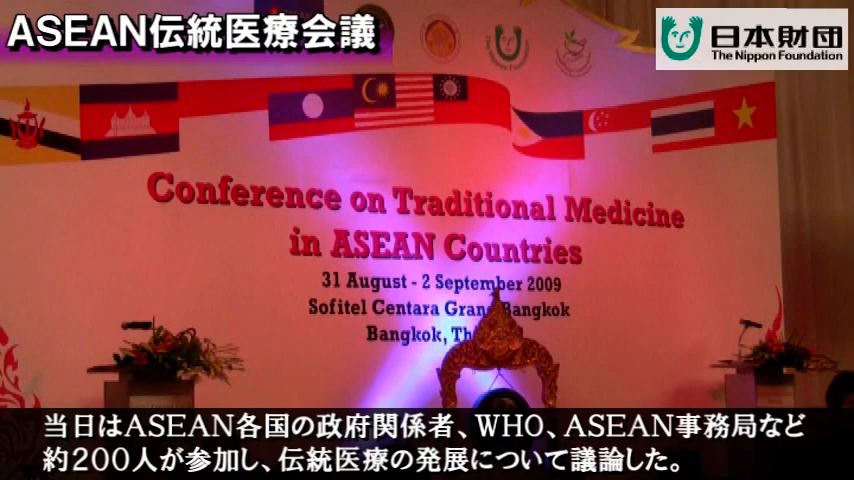 ASEAN伝統医療会議
日本財団
The Nippon Foundation
Conference on Traditional Medicine
in ASEAN Countries
31 August - 2 September 2009
Sofitel Centara Grand Bangkok
Bangkok, Th
当日はASEAN各国の政府関係者、WHO、ASEAN事務局など
約200人が参加し、伝統医療の発展について議論した。